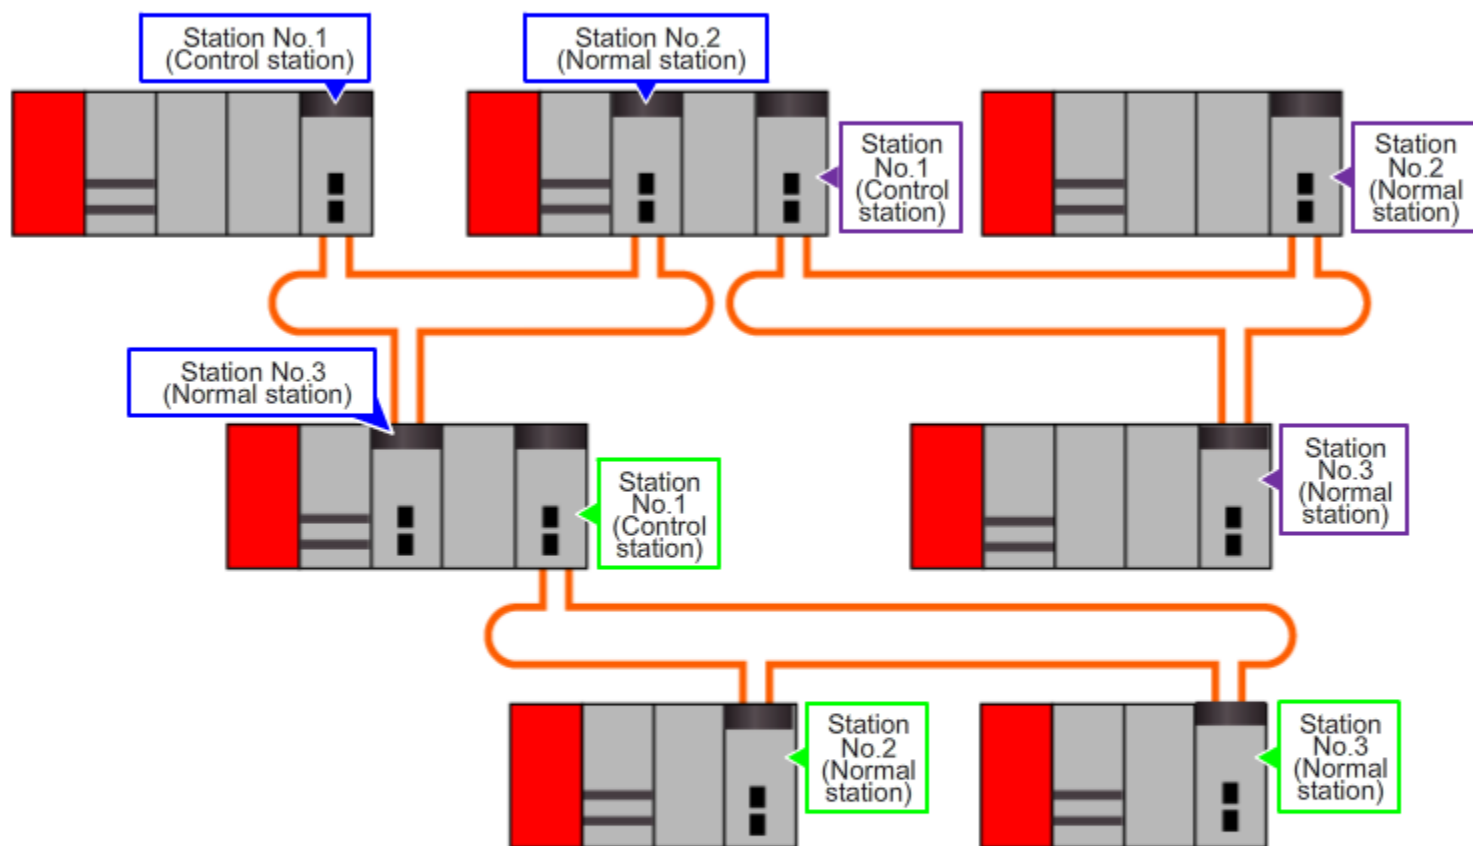 Station No.1
(Control station)
Station No.2
(Normal station)
Station
No.1
(Control
station)
Station
No.2
(Normal
station)
Station No.3
(Normal station)
Station
No.1
(Control
station)
Station
No.3
(Normal
station)
Station
No.2
(Normal
station)
Station
No.3
(Normal
station)